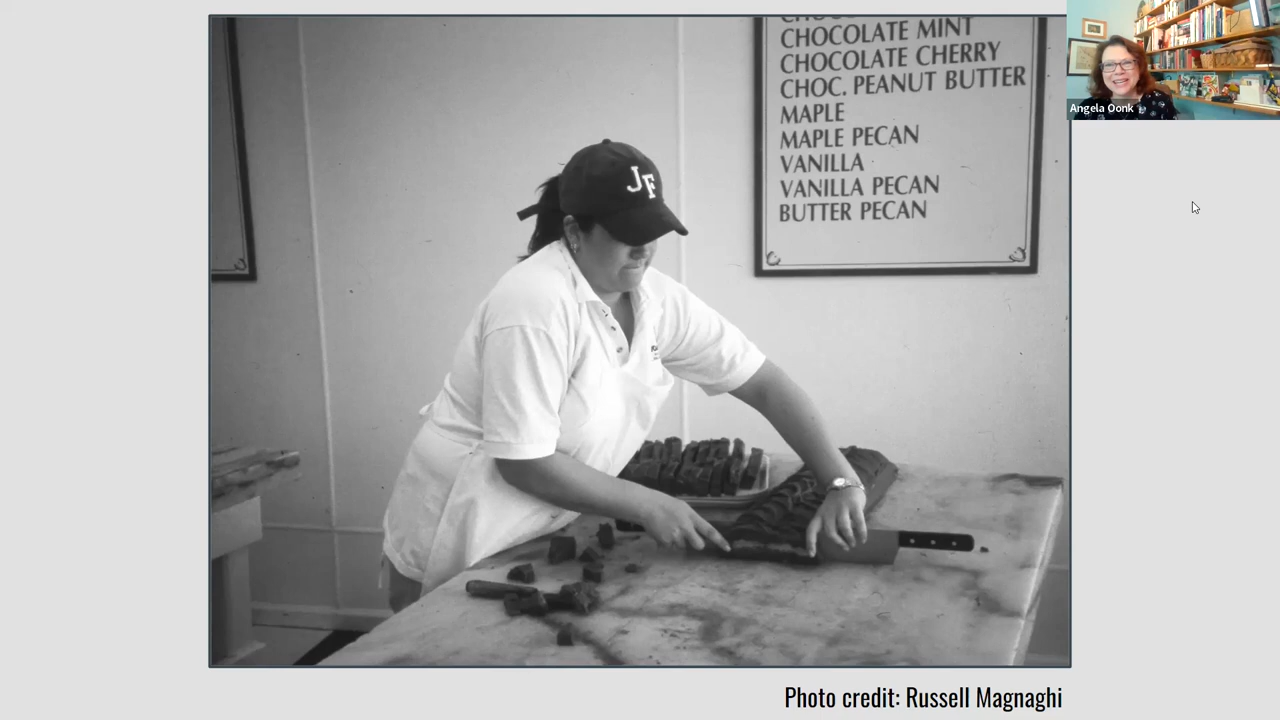 CHOCOLATE MINT
CHOCOLATE CHERRY
CHOC. PEANUT BUTTER
MAPLE
MAPLE PECAN
VANILLA
VANILLA PECAN
BUTTER PECAN
JF
Angela Oonk
Photo credit: Russell Magnaghi